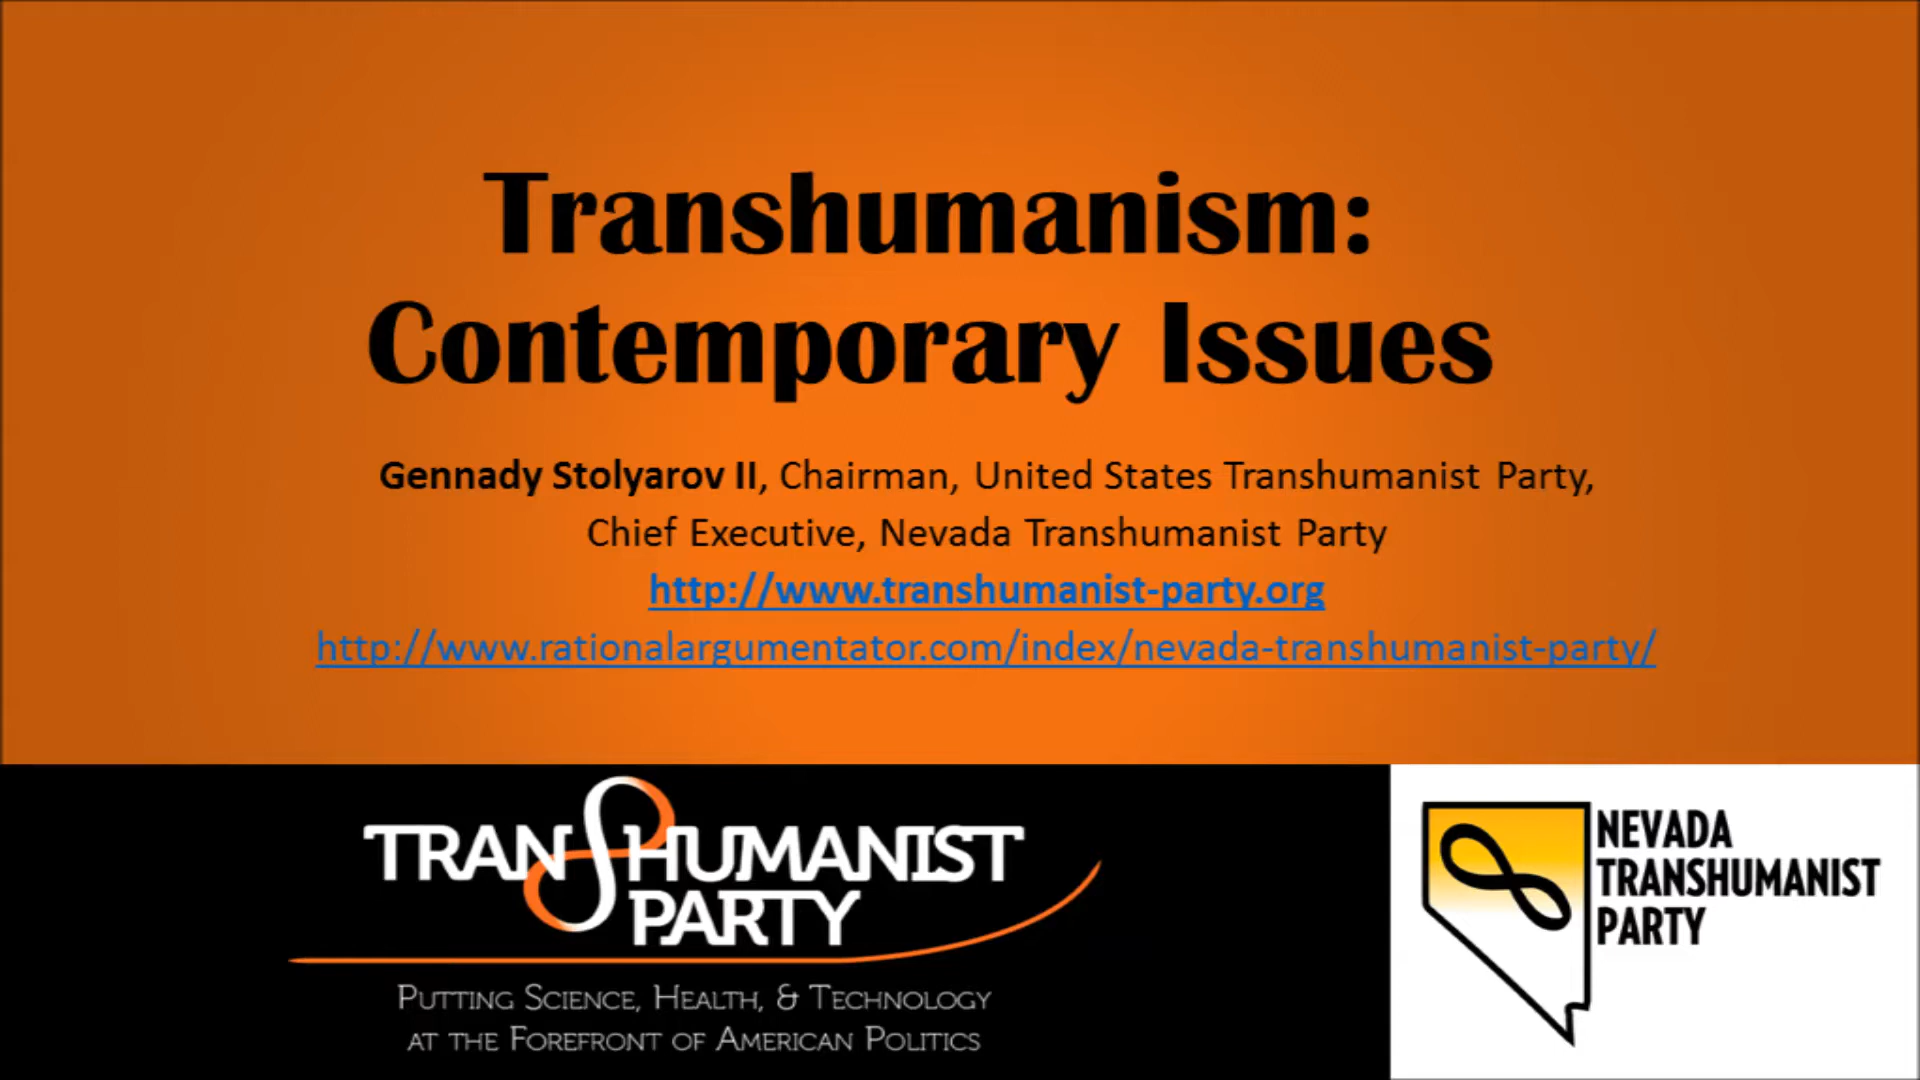 Transhumanism:
Contemporary Issues
Gennady Stolyarov II, Chairman, United States Transhumanist Party,
Chief Executive, Nevada Transhumanist Party
http://www.transhumanist-party.org
http://www.rationalargumentator.com/index/nevada-transhumanist-party/
TRANSHUMANIST
PARTY
PUTTING SCIENCE, HEALTH, & TECHNOLOGY
AT THE FOREFRONT OF AMERICAN POLITICS
NEVADA
TRANSHUMANIST
PARTY